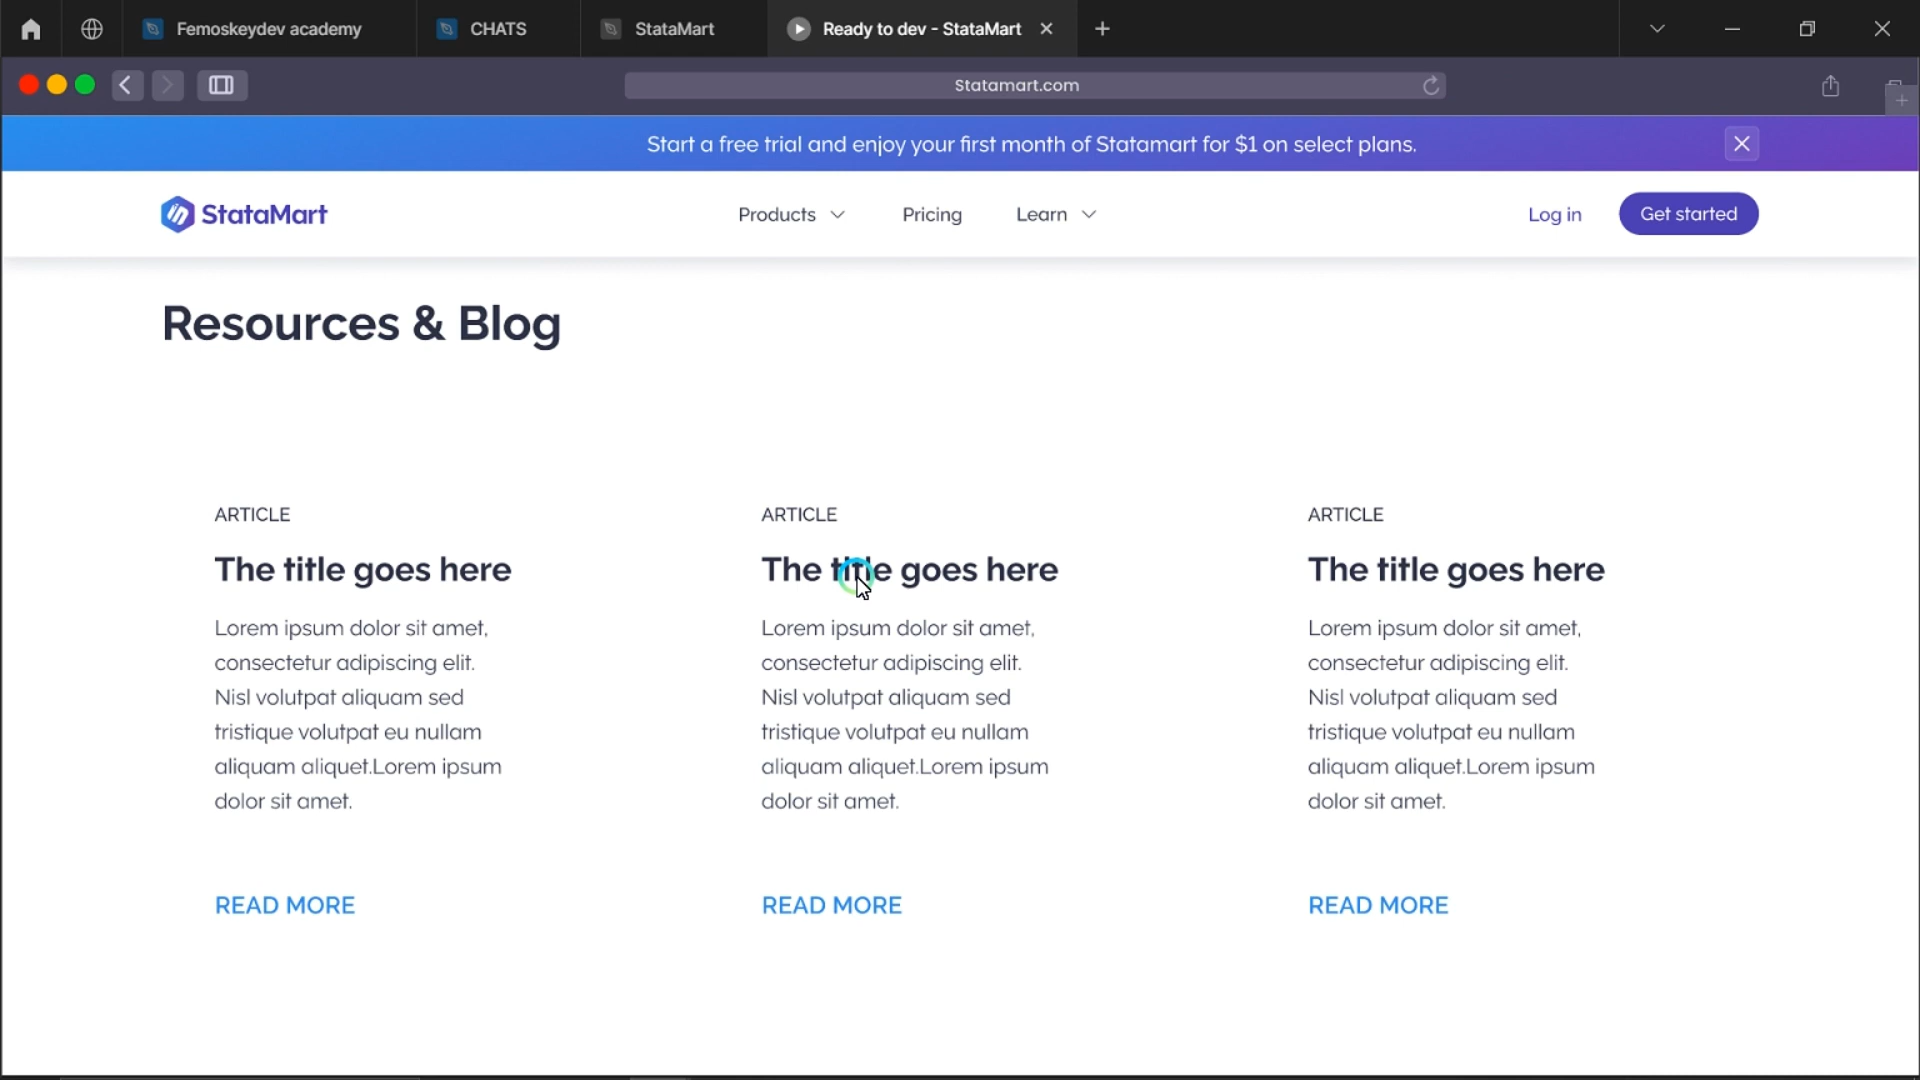 Femoskeydev academy
CHATS
StataMart
Ready to dev - StataMart
Statamart.com
Start a free trial and enjoy your first month of Statamart for $1 on select plans.
StataMart
Products
Pricing
Learn
Log in
Get started
Resources & Blog
ARTICLE
The title goes here
Lorem ipsum dolor sit amet,
consectetur adipiscing elit.
Nisl volutpat aliquam sed
tristique volutpat eu nullam
aliquam aliquet.Lorem ipsum
dolor sit amet.
READ MORE
ARTICLE
The title goes here
Lorem ipsum dolor sit amet,
consectetur adipiscing elit.
Nisl volutpat aliquam sed
tristique volutpat eu nullam
aliquam aliquet.Lorem ipsum
dolor sit amet.
READ MORE
ARTICLE
The title goes here
Lorem ipsum dolor sit amet,
consectetur adipiscing elit.
Nisl volutpat aliquam sed
tristique volutpat eu nullam
aliquam aliquet.Lorem ipsum
dolor sit amet.
READ MORE